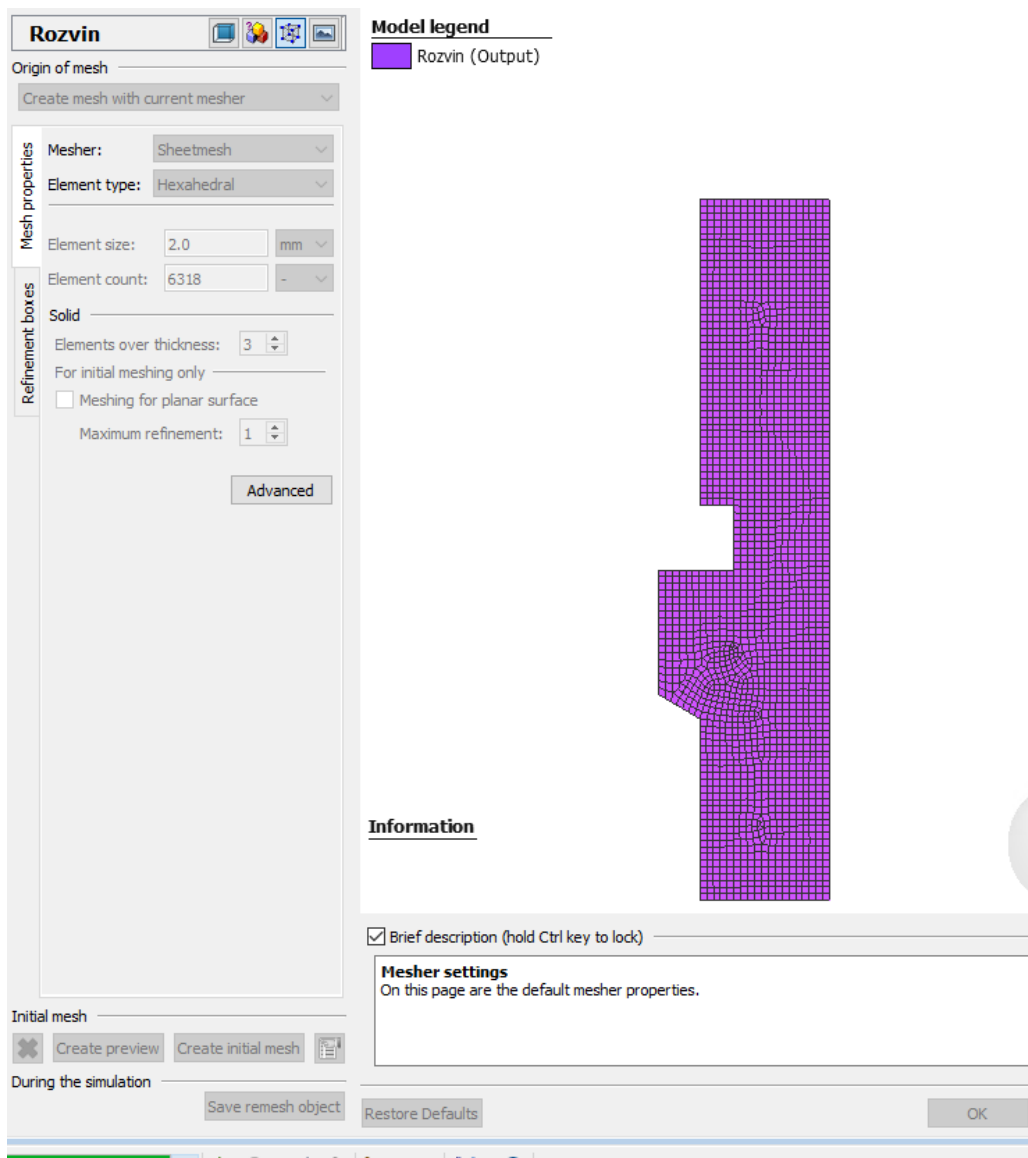 Rozvin
Origin of mesh
Create mesh with current mesher
Mesh properties
Refinement boxes
Mesher: Sheetmesh
Element type: Hexahedral
Element size: 2.0 mm
Element count: 6318 -
Solid
Elements over thickness: 3
For initial meshing only
Meshing for planar surface
Maximum refinement: 1
Advanced
Initial mesh
Create preview Create initial mesh
During the simulation
Save remesh object
Model legend
Rozvin (Output)
Information
Brief description (hold Ctrl key to lock)
Mesher settings
On this page are the default mesher properties.
Restore Defaults OK